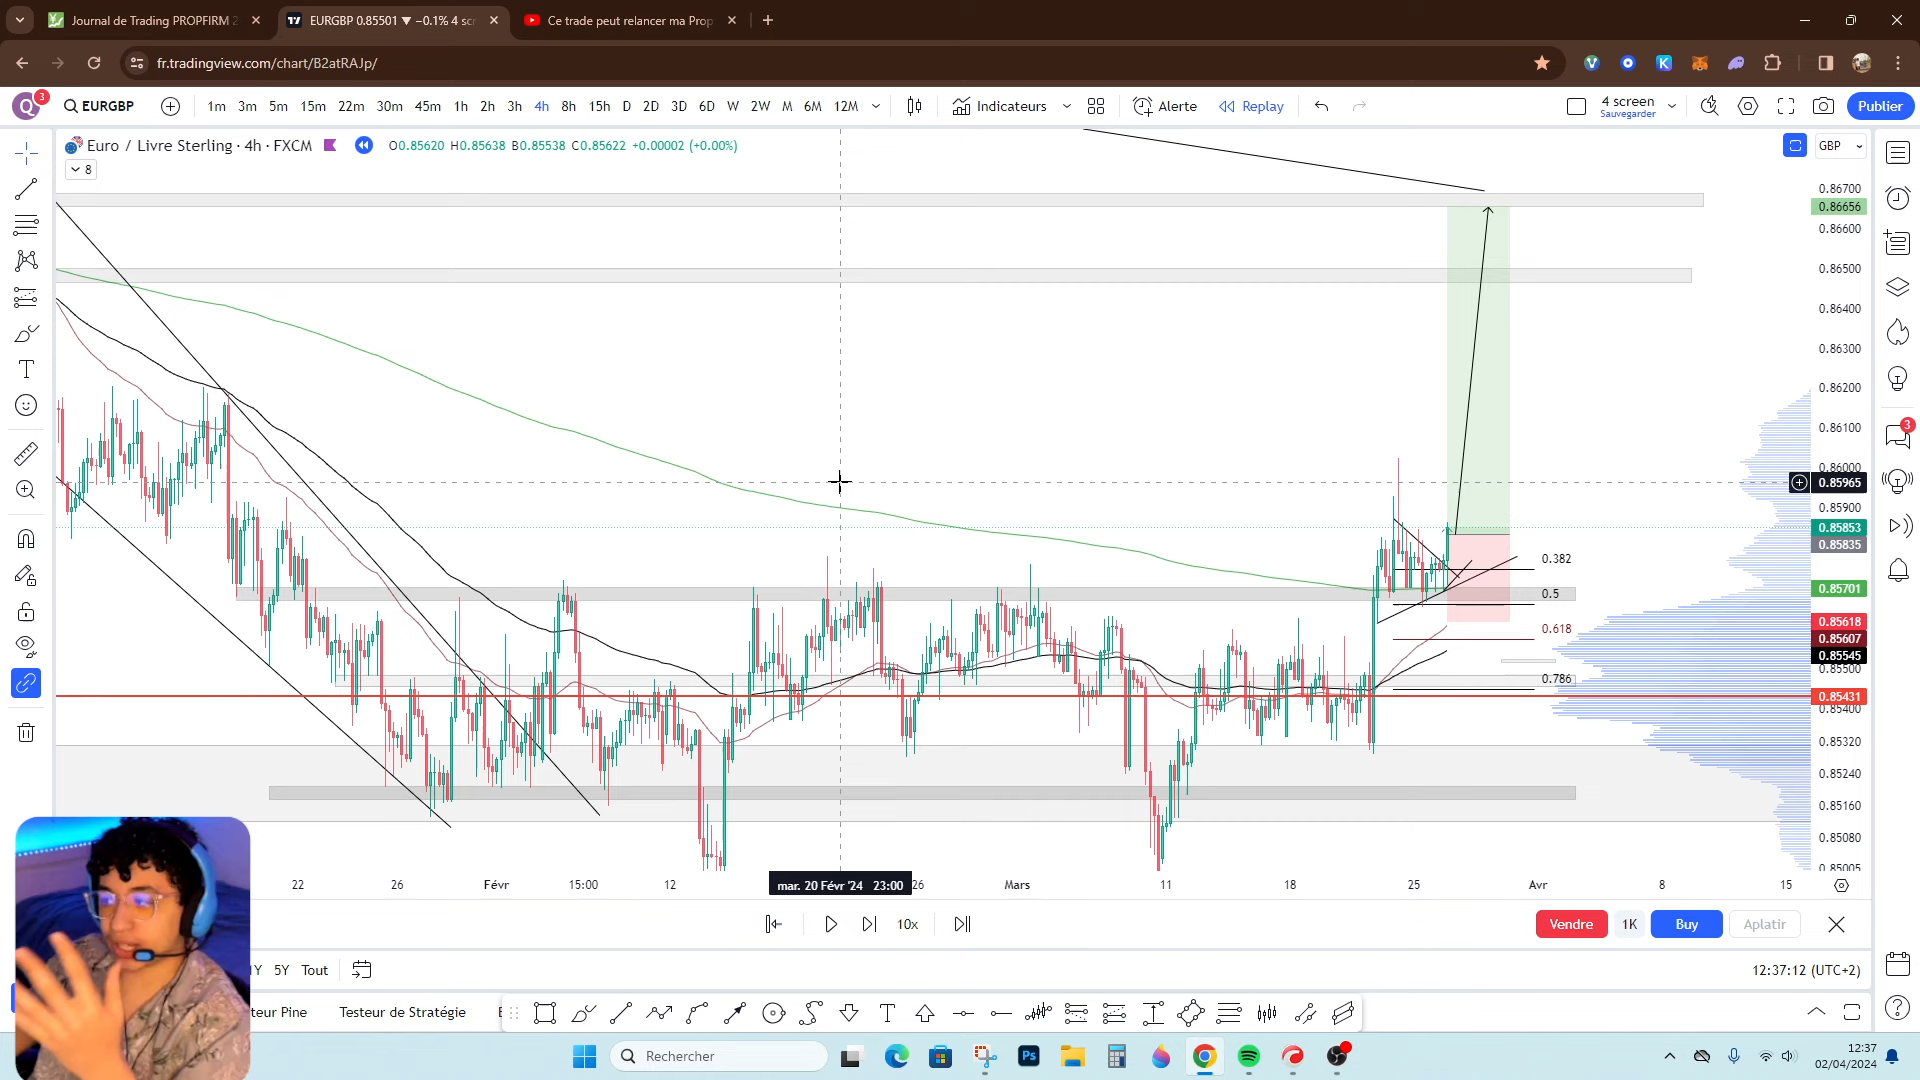 Journal de Trading PROPFIRM 2
EURGBP 0.85501 ▼ −0.1% 4 scr
Ce trade peut relancer ma Prop
fr.tradingview.com/chart/B2atRAJp/
Q 3 EURGBP 1m 3m 5m 15m 22m 30m 45m 1h 2h 3h 4h 8h 15h D 2D 3D 6D W 2W M 6M 12M Indicateurs Alerte Replay 4 screen Publier
Sauvegarder
Euro / Livre Sterling · 4h · FXCM O0.85620 H0.85638 B0.85538 C0.85622 +0.00002 (+0.00%) GBP
8
0.86700
0.86656
0.86600
0.86500
0.86400
0.86300
0.86200
0.86100
0.86000
0.85965
0.85900
0.85853
0.85835
0.382
0.85701
0.5
0.85618
0.618
0.85607
0.85545
0.85500
0.786
0.85431
0.85400
0.85320
0.85240
0.85160
0.85080
0.85005
3
22 26 Févr 15:00 12 mar. 20 Févr '24 23:00 26 Mars 11 18 25 Avr 8 15
10x Vendre 1K Buy Aplatir
1Y 5Y Tout 12:37:12 (UTC+2)
teur Pine Testeur de Stratégie
Rechercher
Ps
12:37
02/04/2024